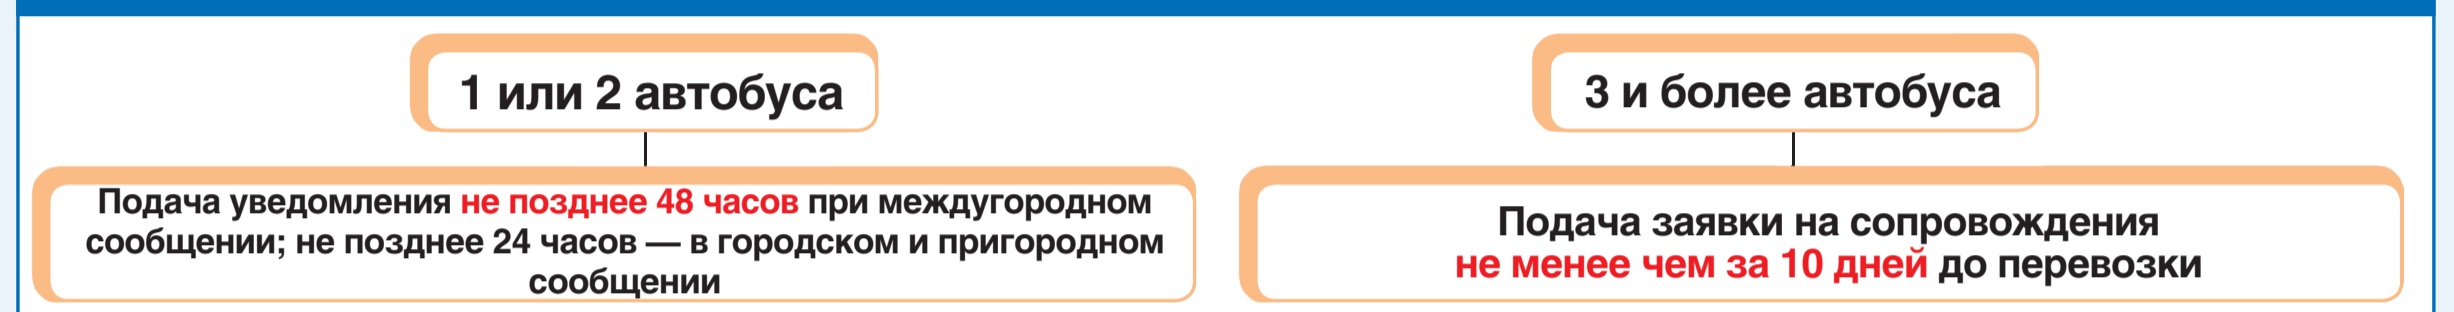 1 или 2 автобуса
Подача уведомления не позднее 48 часов при междугородном
сообщении; не позднее 24 часов — в городском и пригородном
сообщении
3 и более автобуса
Подача заявки на сопровождения
не менее чем за 10 дней до перевозки